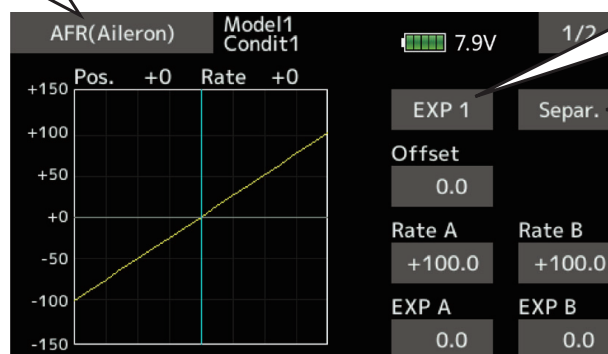 AFR(Aileron)
Model1
Condit1
7.9V
1/2
Pos. +0 Rate +0
+150
+100
+50
+0
-50
-100
-150
EXP 1
Separ.
Offset
0.0
Rate A
Rate B
+100.0
+100.0
EXP A
EXP B
0.0
0.0